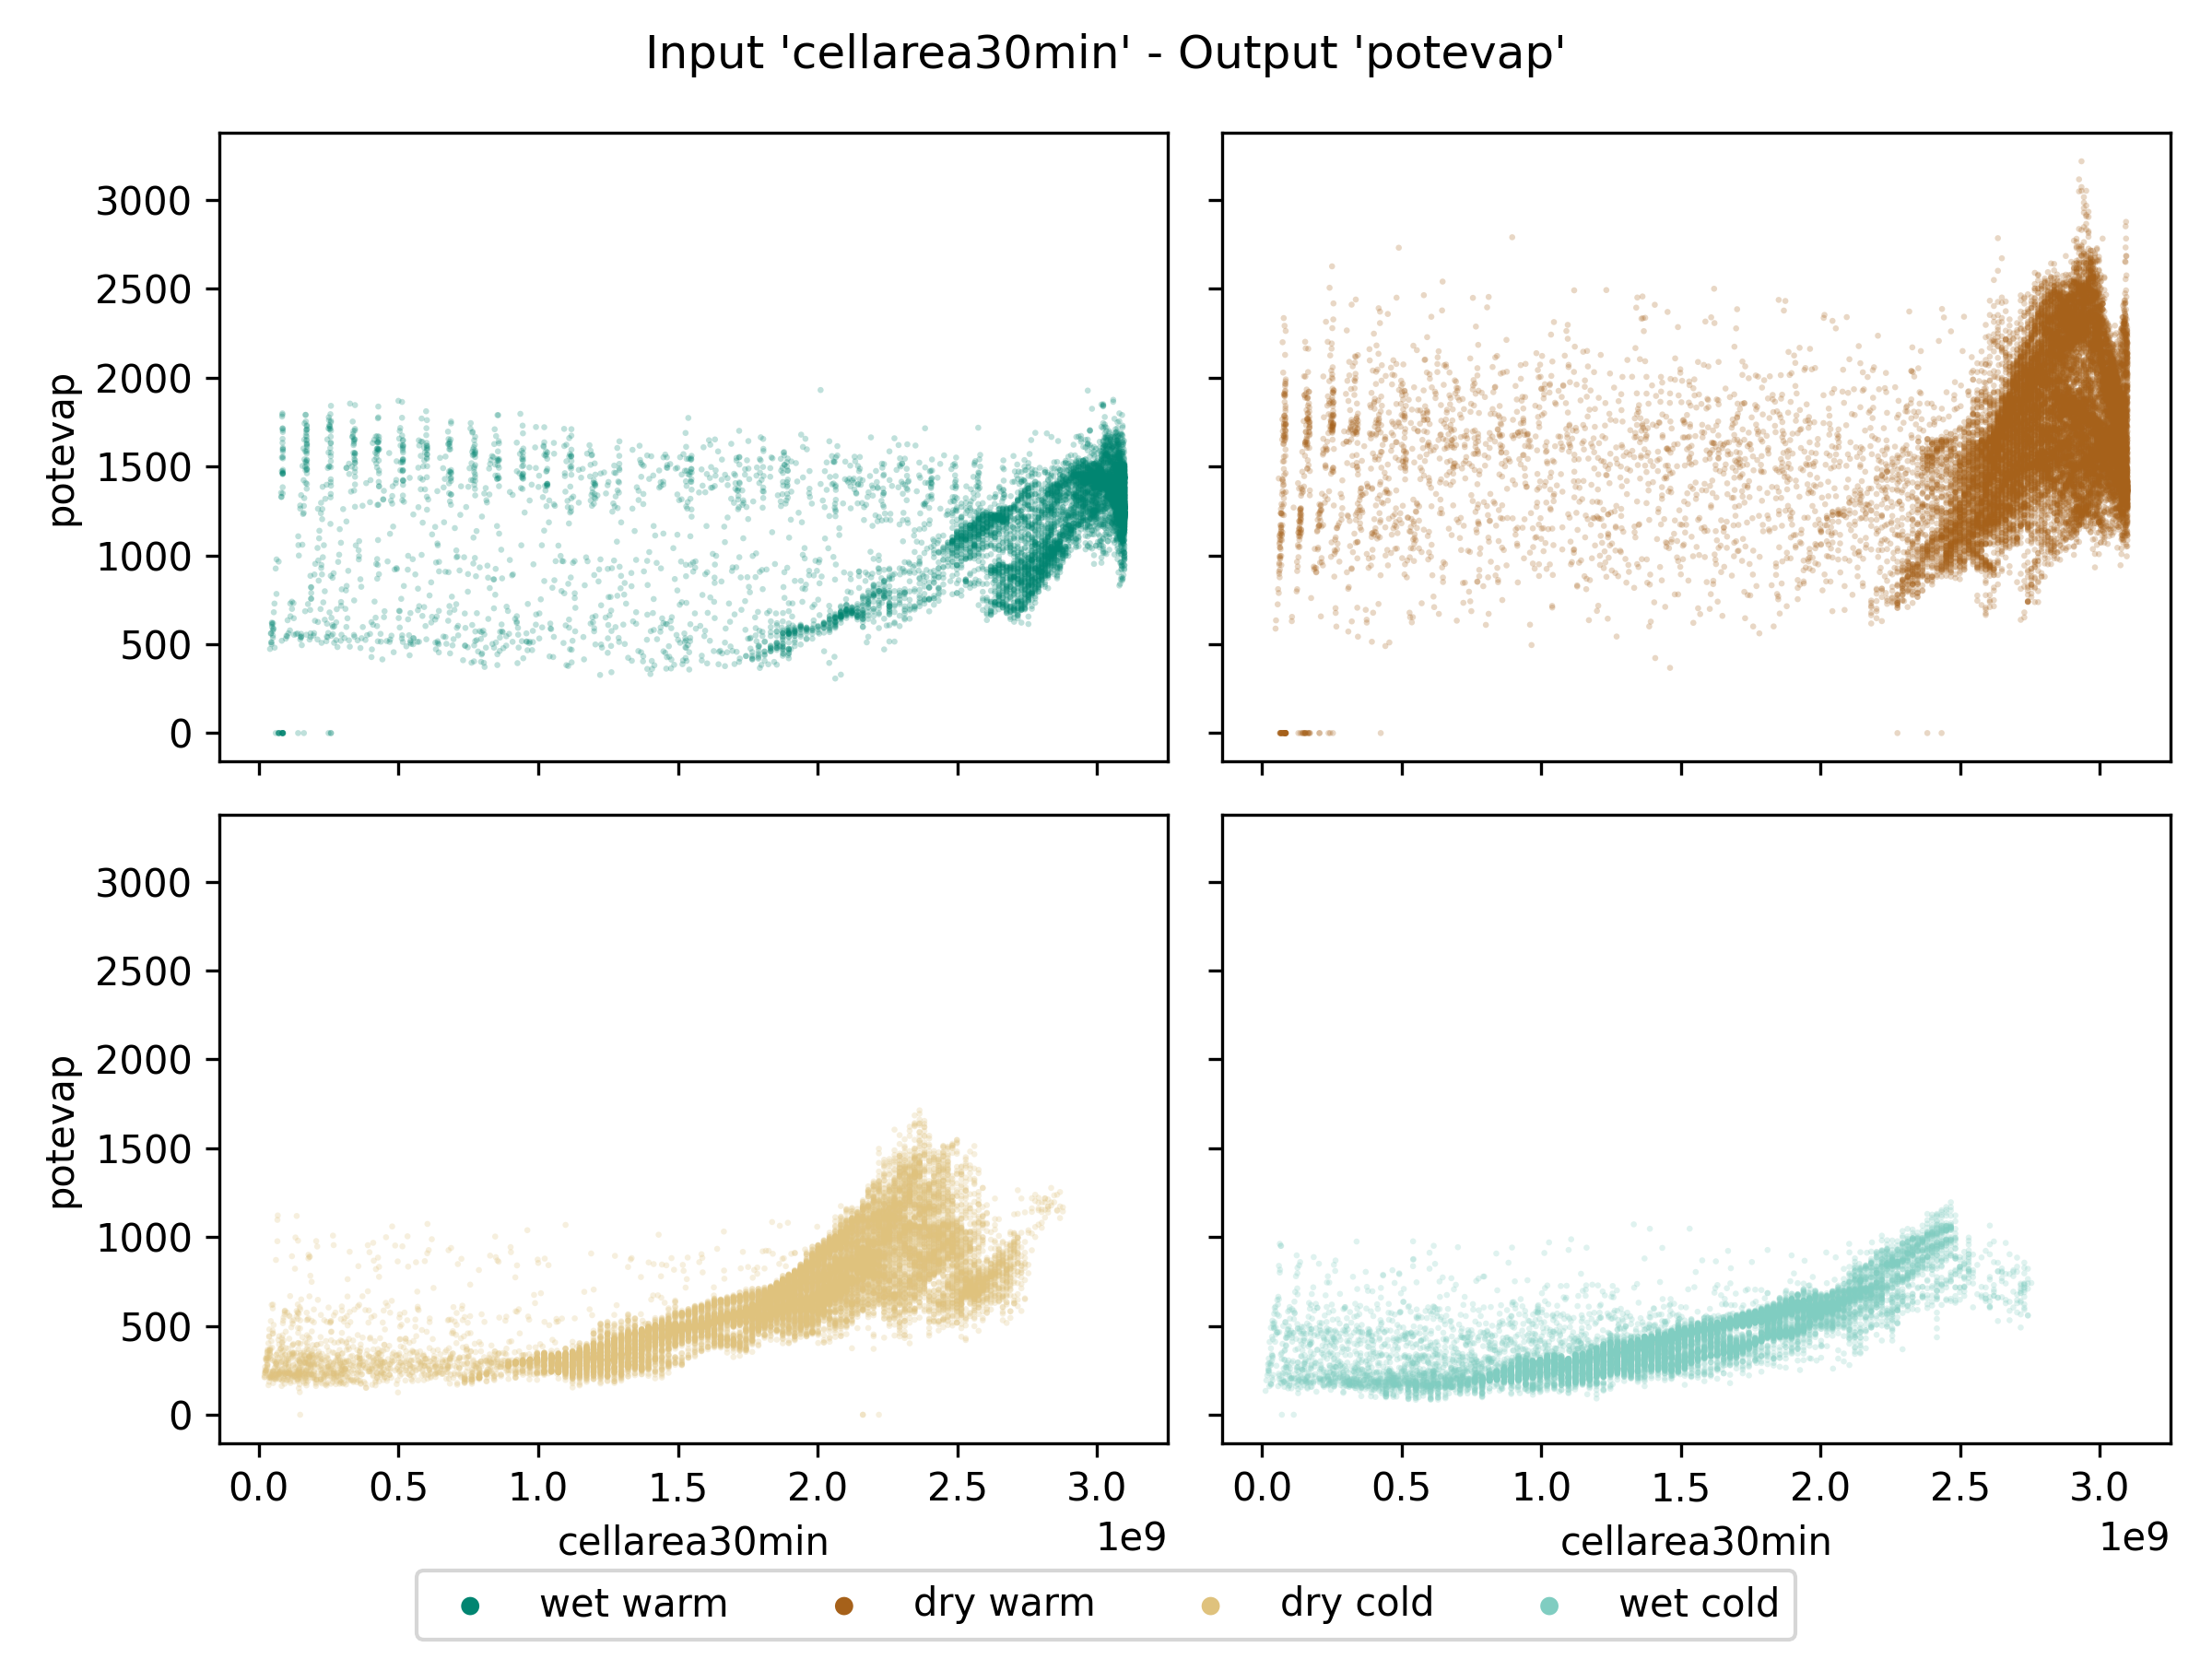 Input 'cellarea30min' - Output 'potevap'
3000
2500
2000
1500
1000
500
0
potevap
3000
2500
2000
1500
1000
500
0
potevap
0.0 0.5 1.0 1.5 2.0 2.5 3.0
cellarea30min
1e9
0.0 0.5 1.0 1.5 2.0 2.5 3.0
cellarea30min
1e9
wet warm dry warm dry cold wet cold